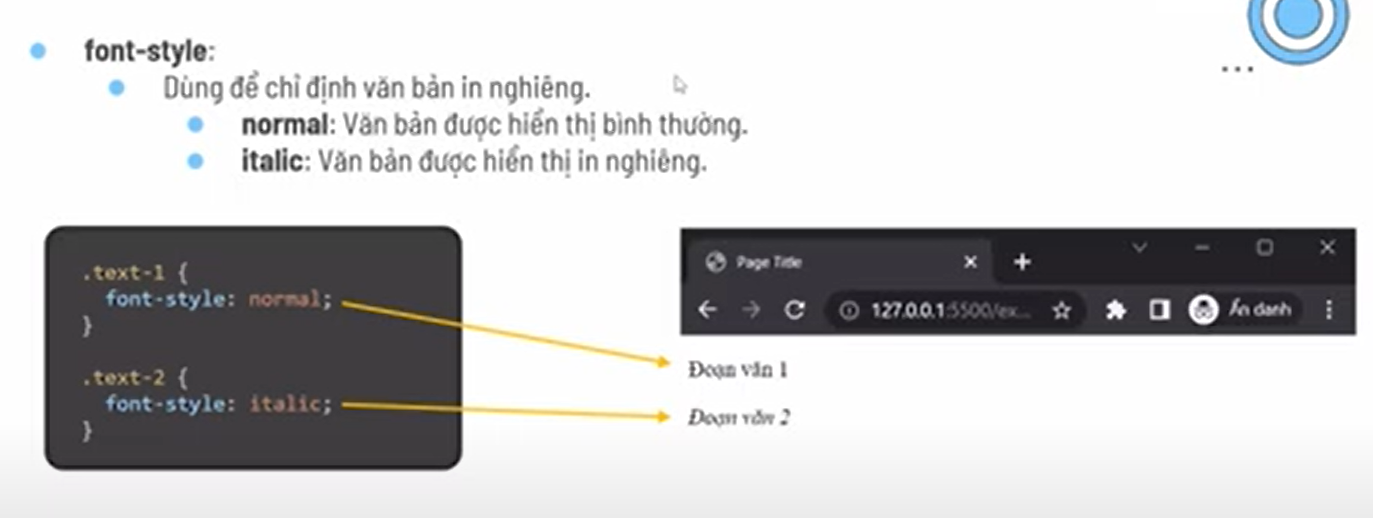 font-style:
Dùng để chỉ định văn bản in nghiêng.
normal: Văn bản được hiển thị bình thường.
italic: Văn bản được hiển thị in nghiêng.
.text-1 {
font-style: normal;
}
.text-2 {
font-style: italic;
}
Page Title
127.0.0.1:5500/ex...
Ẩn danh
Đoạn văn 1
Đoạn văn 2